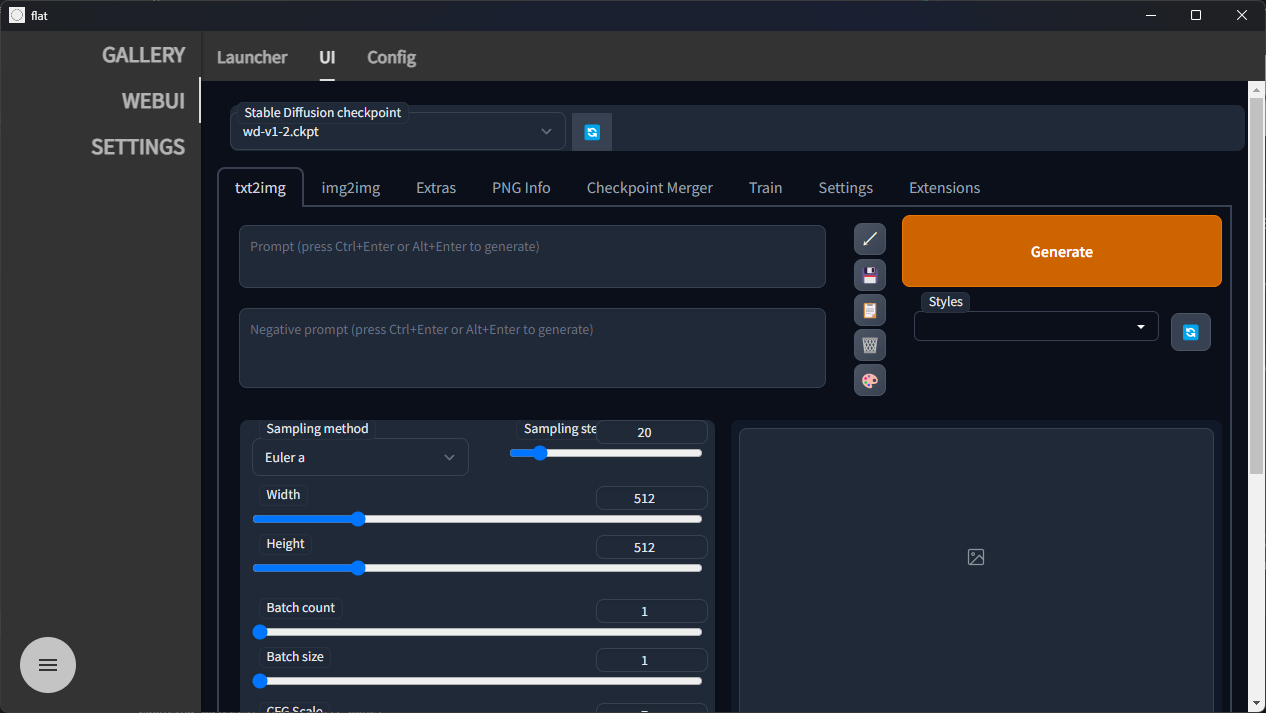 flat
GALLERY
WEBUI
SETTINGS
Launcher UI Config
Stable Diffusion checkpoint
wd-v1-2.ckpt
txt2img img2img Extras PNG Info Checkpoint Merger Train Settings Extensions
Prompt (press Ctrl+Enter or Alt+Enter to generate)
Negative prompt (press Ctrl+Enter or Alt+Enter to generate)
Generate
Styles
Sampling method
Euler a
Sampling ste
20
Width
512
Height
512
Batch count
1
Batch size
1
CFG Scale